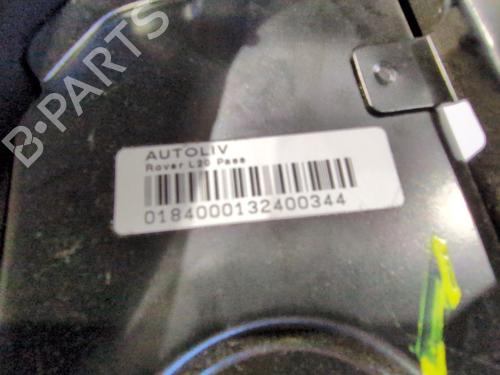 B-PARTS
AUTOLIV
Rover L20 Pass
0184000132400344